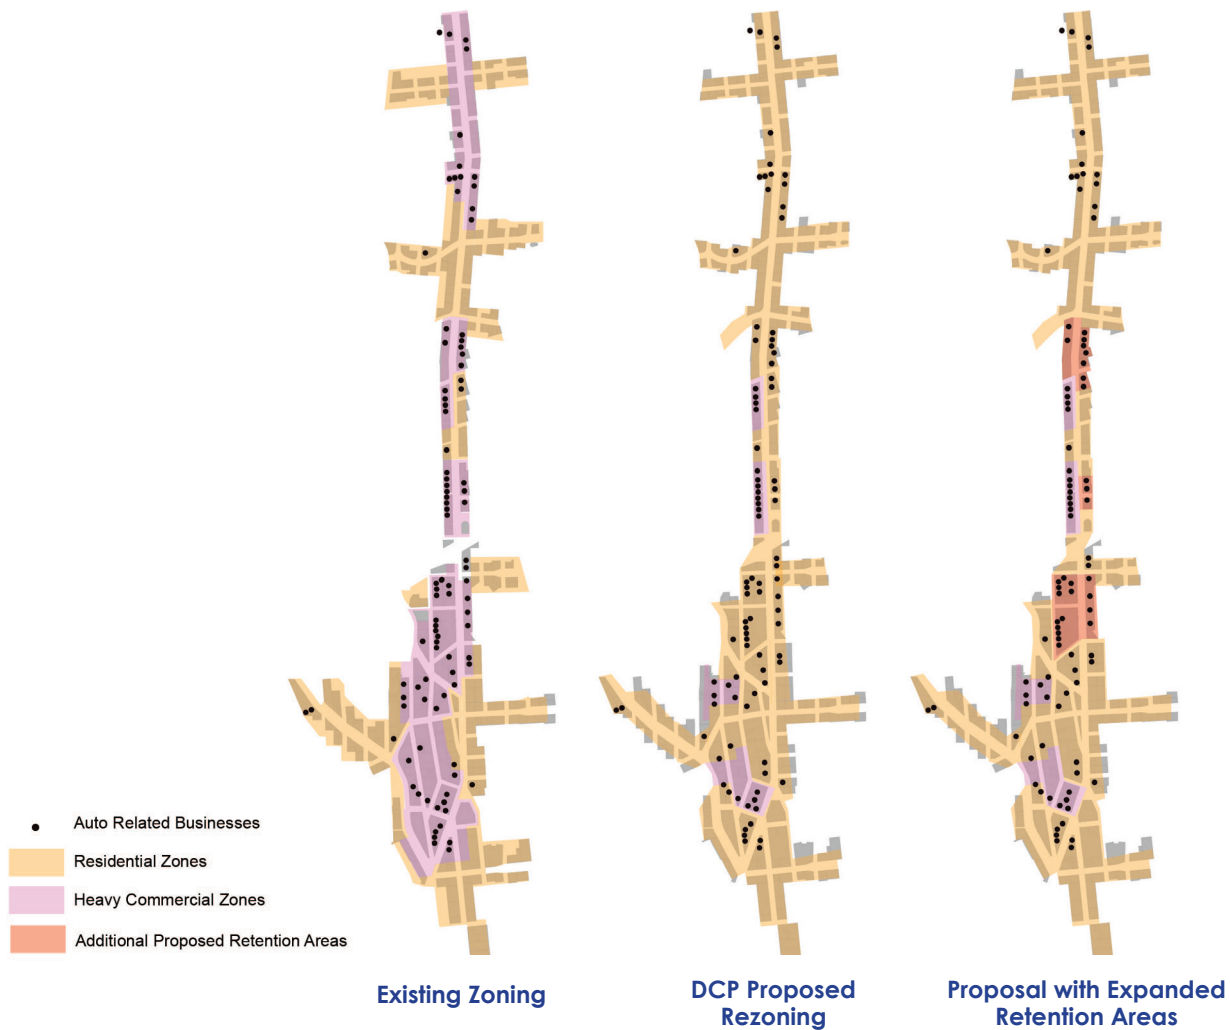 Auto Related Businesses
Residential Zones
Heavy Commercial Zones
Additional Proposed Retention Areas
Existing Zoning
DCP Proposed
Rezoning
Proposal with Expanded
Retention Areas